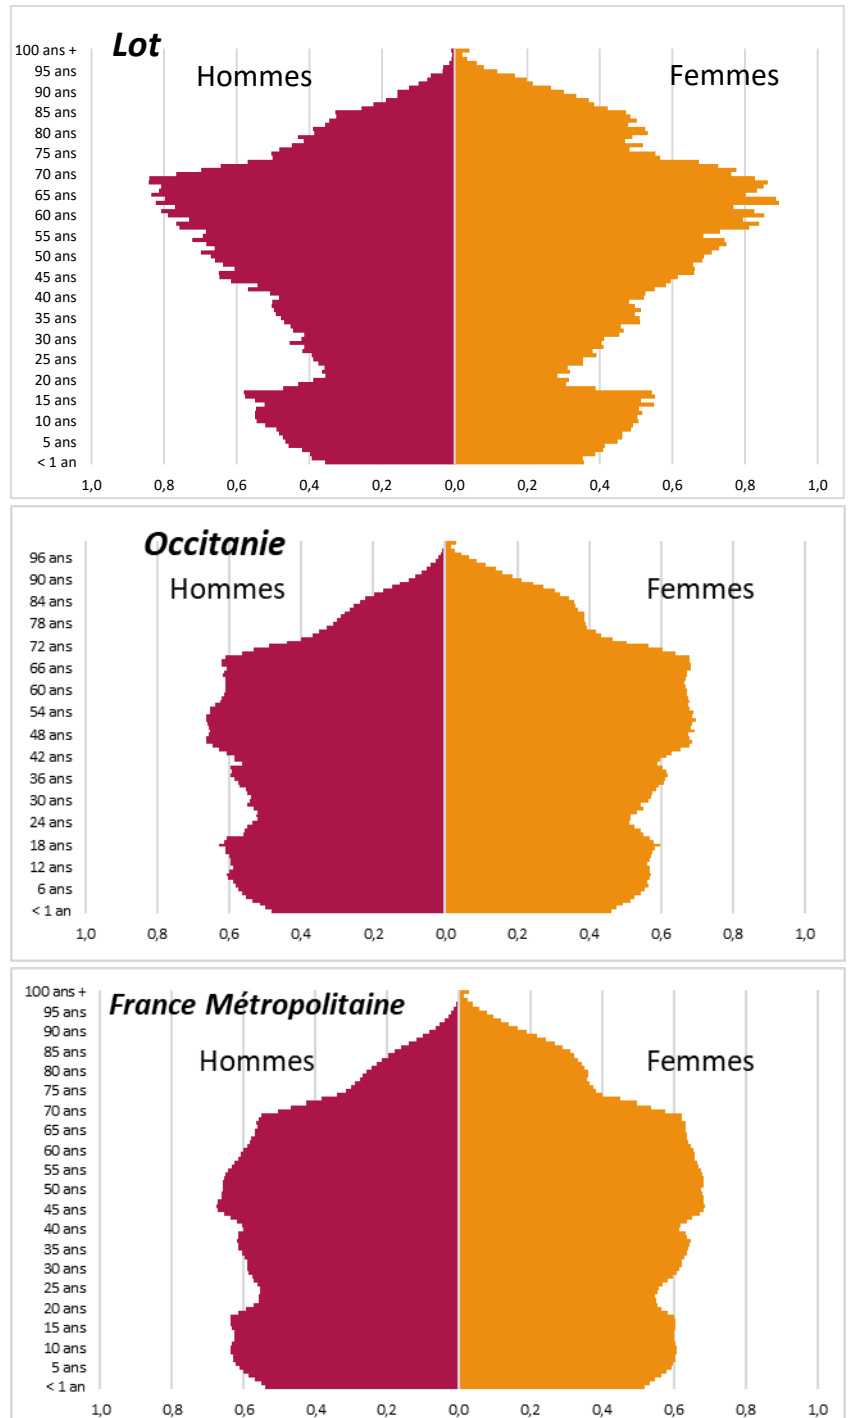 Lot
Hommes
Femmes
100 ans +
95 ans
90 ans
85 ans
80 ans
75 ans
70 ans
65 ans
60 ans
55 ans
50 ans
45 ans
40 ans
35 ans
30 ans
25 ans
20 ans
15 ans
10 ans
5 ans
< 1 an
1,0 0,8 0,6 0,4 0,2 0,0 0,2 0,4 0,6 0,8 1,0
Occitanie
Hommes
Femmes
96 ans
90 ans
84 ans
78 ans
72 ans
66 ans
60 ans
54 ans
48 ans
42 ans
36 ans
30 ans
24 ans
18 ans
12 ans
6 ans
< 1 an
1,0 0,8 0,6 0,4 0,2 0,0 0,2 0,4 0,6 0,8 1,0
France Métropolitaine
Hommes
Femmes
100 ans +
95 ans
90 ans
85 ans
80 ans
75 ans
70 ans
65 ans
60 ans
55 ans
50 ans
45 ans
40 ans
35 ans
30 ans
25 ans
20 ans
15 ans
10 ans
5 ans
< 1 an
1,0 0,8 0,6 0,4 0,2 0,0 0,2 0,4 0,6 0,8 1,0